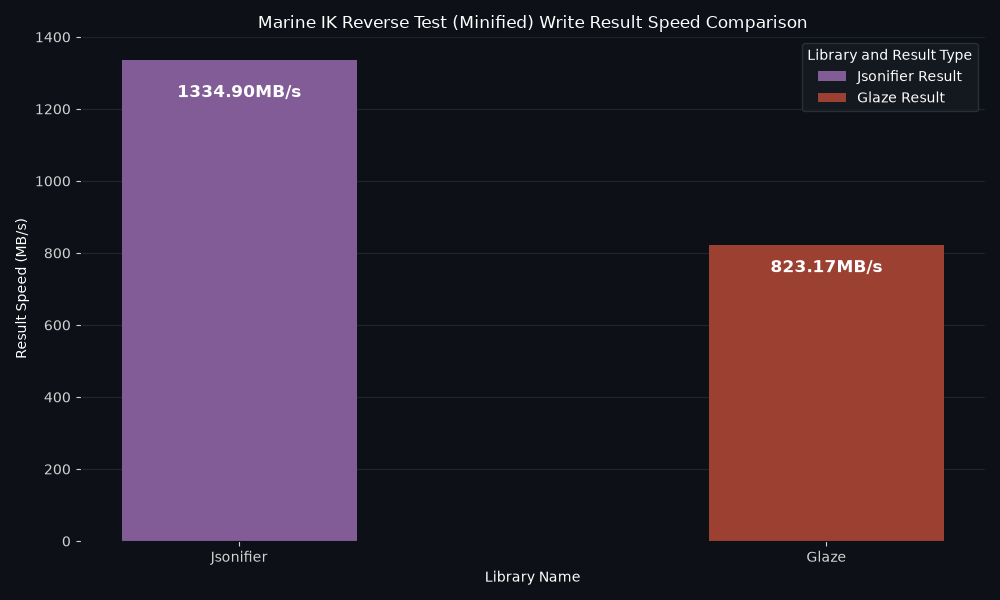 Marine IK Reverse Test (Minified) Write Result Speed Comparison
Library and Result Type
Jsonifier Result
Glaze Result
1400
1200
1000
800
600
400
200
0
Result Speed (MB/s)
1334.90MB/s
823.17MB/s
Jsonifier
Glaze
Library Name